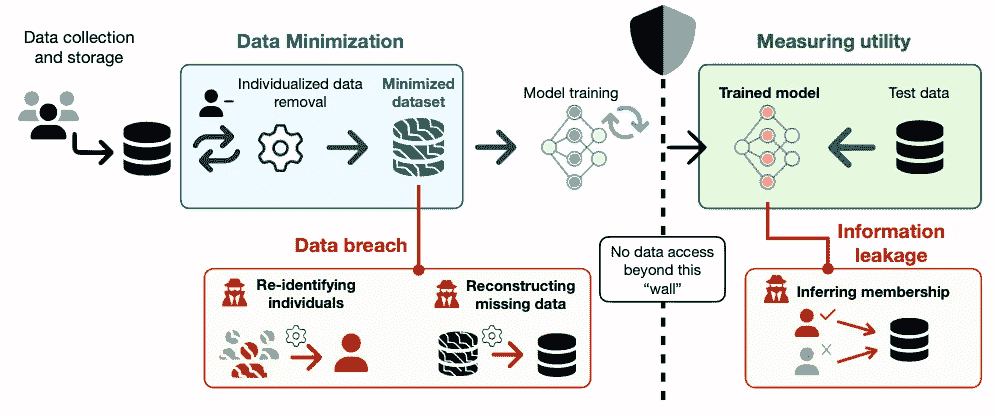 Data collection
and storage
Data Minimization
Individualized data
removal
Minimized
dataset
Model training
Measuring utility
Trained model
Test data
Data breach
Re-identifying
individuals
Reconstructing
missing data
No data access
beyond this
“wall”
Information
leakage
Inferring membership